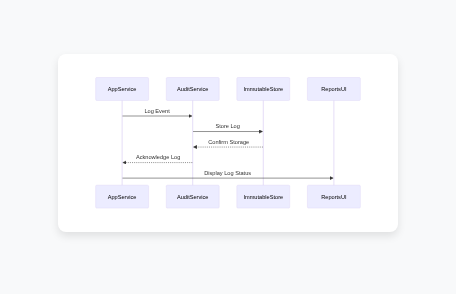 AppService
AuditService
ImmutableStore
ReportsUI
Log Event
Store Log
Confirm Storage
Acknowledge Log
Display Log Status
AppService
AuditService
ImmutableStore
ReportsUI